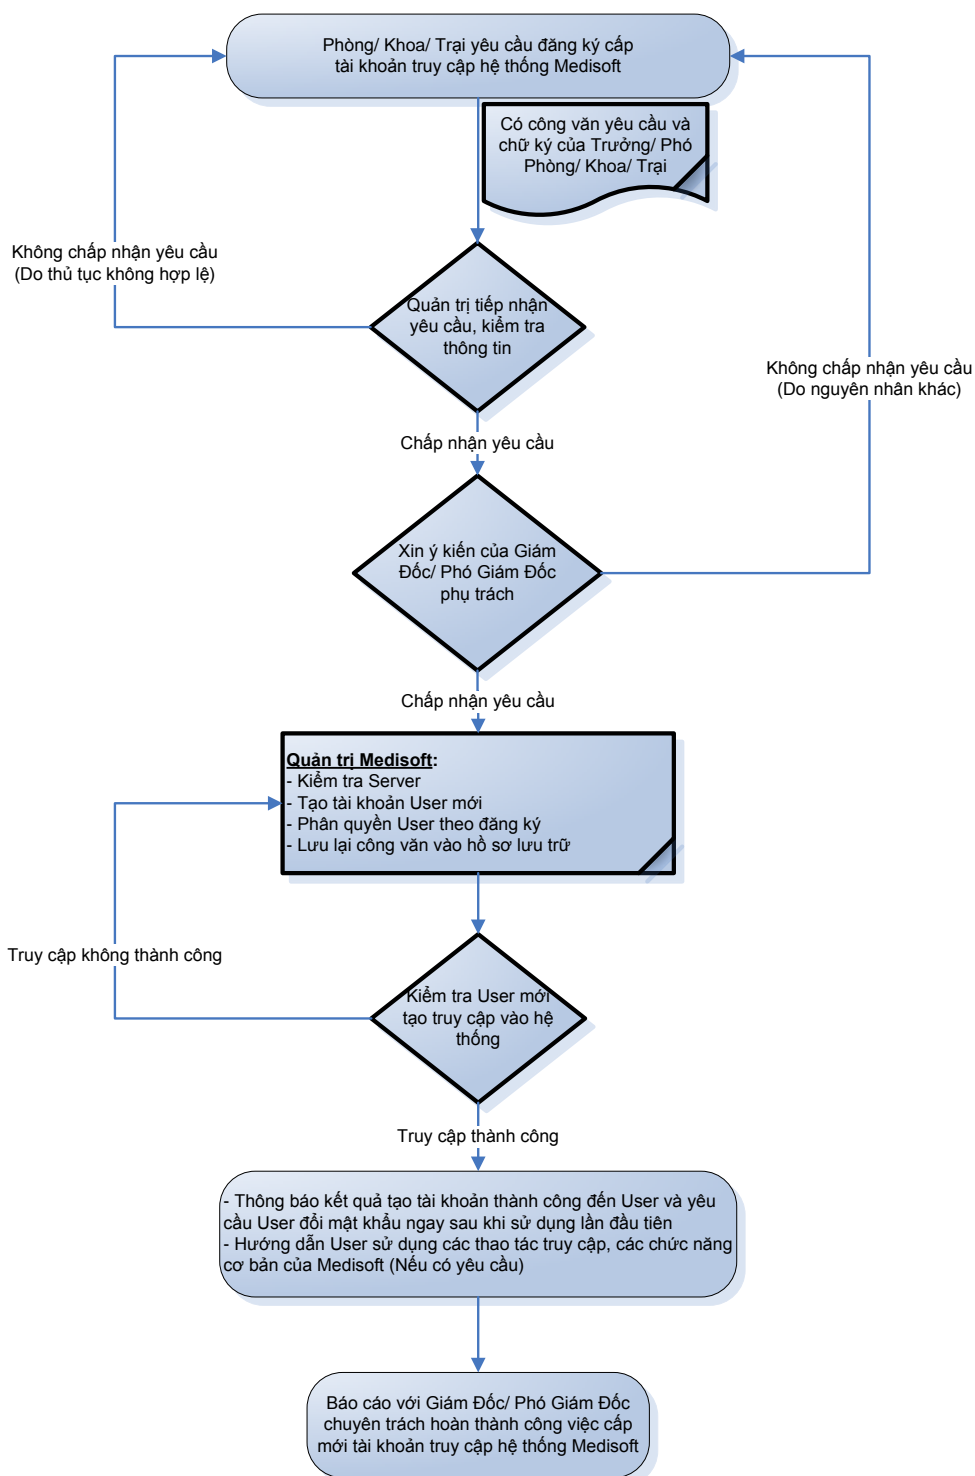 Phòng/ Khoa/ Trại yêu cầu đăng ký cấp
tài khoản truy cập hệ thống Medisoft
Có công văn yêu cầu và
chữ ký của Trưởng/ Phó
Phòng/ Khoa/ Trại
Không chấp nhận yêu cầu
(Do thủ tục không hợp lệ)
Quản trị tiếp nhận
yêu cầu, kiểm tra
thông tin
Không chấp nhận yêu cầu
(Do nguyên nhân khác)
Chấp nhận yêu cầu
Xin ý kiến của Giám
Đốc/ Phó Giám Đốc
phụ trách
Chấp nhận yêu cầu
Quản trị Medisoft:
- Kiểm tra Server
- Tạo tài khoản User mới
- Phân quyền User theo đăng ký
- Lưu lại công văn vào hồ sơ lưu trữ
Truy cập không thành công
Kiểm tra User mới
tạo truy cập vào hệ
thống
Truy cập thành công
- Thông báo kết quả tạo tài khoản thành công đến User và yêu
cầu User đổi mật khẩu ngay sau khi sử dụng lần đầu tiên
- Hướng dẫn User sử dụng các thao tác truy cập, các chức năng
cơ bản của Medisoft (Nếu có yêu cầu)
Báo cáo với Giám Đốc/ Phó Giám Đốc
chuyên trách hoàn thành công việc cấp
mới tài khoản truy cập hệ thống Medisoft